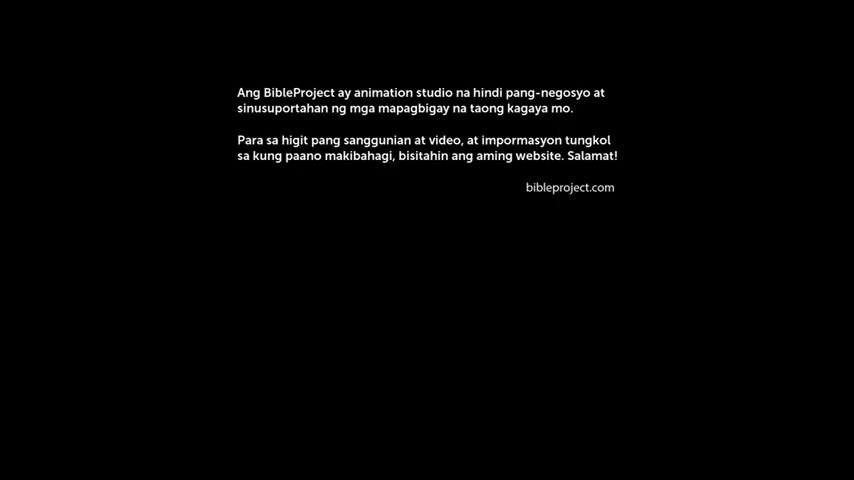 Ang BibleProject ay animation studio na hindi pang-negosyo at
sinusuportahan ng mga mapagbigay na taong kagaya mo.
Para sa higit pang sanggunian at video, at impormasyon tungkol
sa kung paano makibahagi, bisitahin ang aming website. Salamat!
bibleproject.com